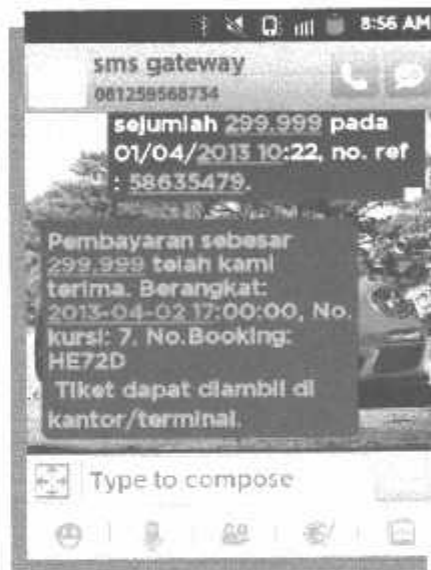 8:56 AM
sms gateway
081259568734
sejumlah 299.999 pada
01/04/2013 10:22, no. ref
: 58635479.
Pembayaran sebesar
299.999 telah kami
terima. Berangkat:
2013-04-02 17:00:00, No.
kursi: 7. No.Booking:
HE72D
Tiket dapat diambil di
kantor/terminal.
Type to compose